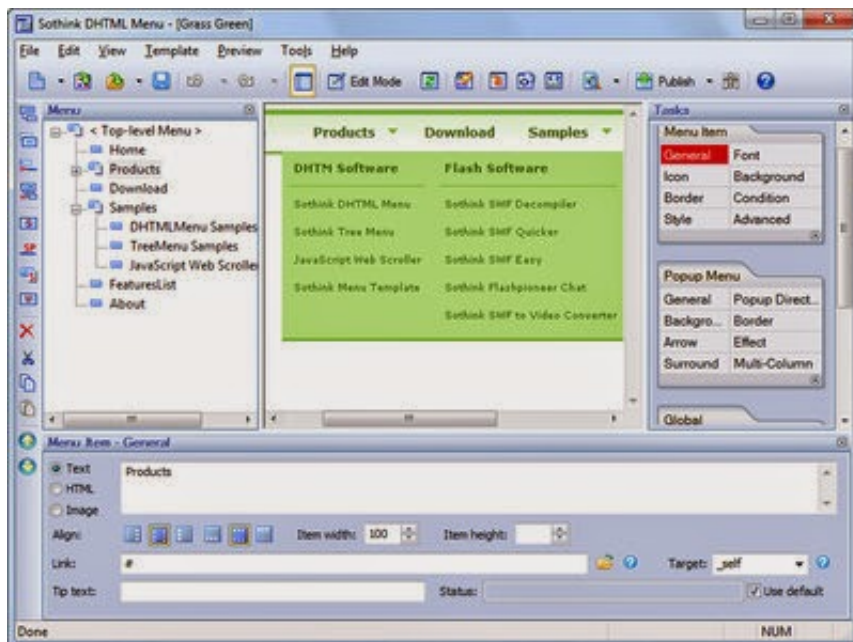 Sothink DHTML Menu - [Grass Green]
File Edit View Template Preview Tools Help
Edit Mode Publish
Menu
< Top-level Menu >
Home
Products
Download
Samples
DHTMLMenu Samples
TreeMenu Samples
JavaScript Web Scroller
FeaturesList
About
Products Download Samples
DHTM Software Flash Software
Sothink DHTML Menu Sothink SWF Decompiler
Sothink Tree Menu Sothink SWF Quicker
JavaScript Web Scroller Sothink SWF Easy
Sothink Menu Template Sothink Flashpioneer Chat
Sothink SWF to Video Converter
Tasks
Menu Item
General Font
Icon Background
Border Condition
Style Advanced
Popup Menu
General Popup Direct...
Backgro... Border
Arrow Effect
Surround Multi-Column
Global
Menu Item - General
Text Products
HTML
Image
Align: Item width: 100 Item height:
Link: # Target: _self
Tip text: Status: Use default
Done NUM